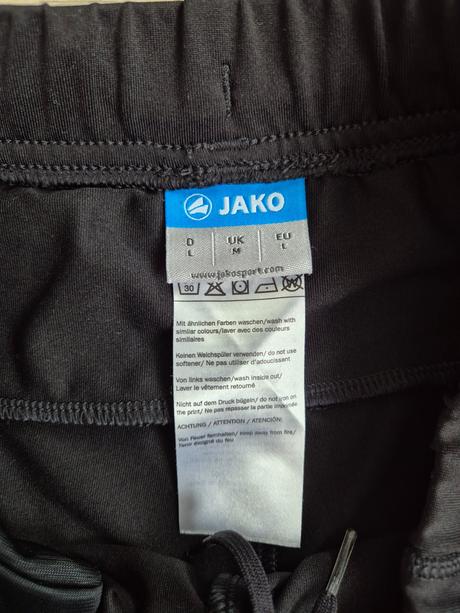 JAKO
D UK EU
L M L
www.jakosport.com
30
Mit ähnlichen Farben waschen/wash with
similar colours/laver avec des couleurs
similaires
Keinen Weichspüler verwenden/ do not use
softener/ Ne pas utiliser d'adoucissant
Von links waschen/wash inside out/
Laver le vêtement retourné
Nicht auf dem Druck bügeln/ do not iron on
the print/ Ne pas repasser la partie imprimée
ACHTUNG / ATTENTION / ATENÇÃO
Von Feuer fernhalten/ keep away from fire/
Tenir éloigné du feu